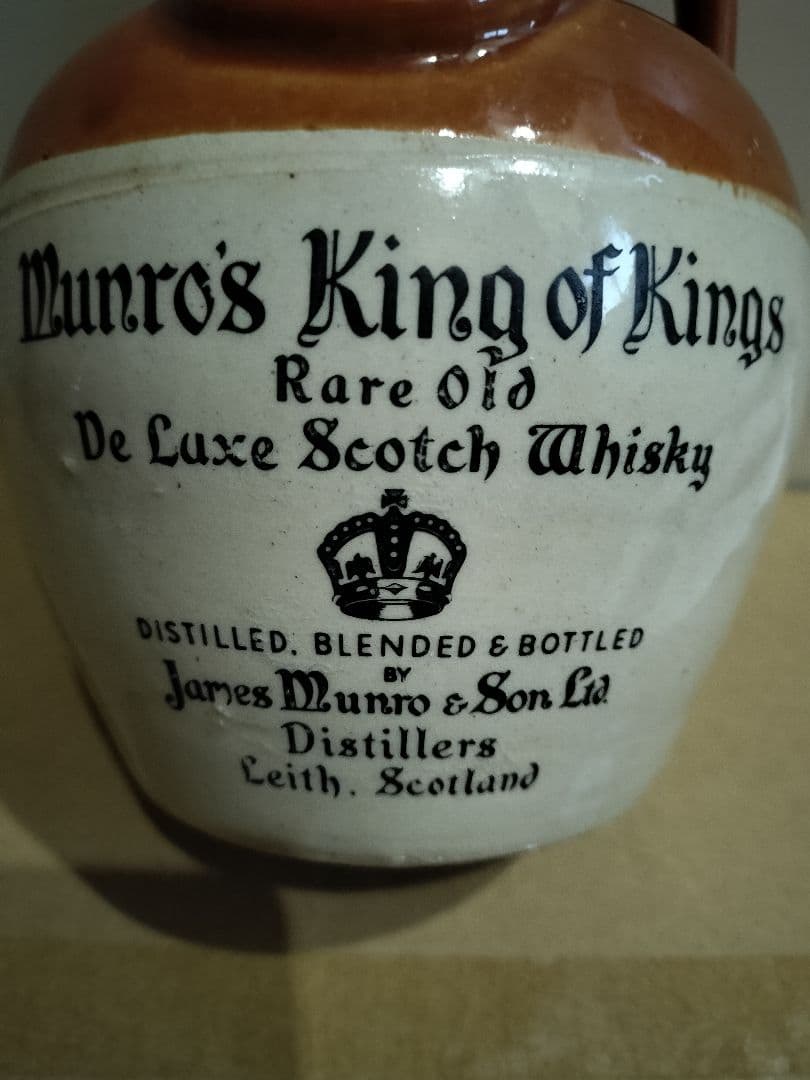 Munro's King of Kings
Rare Old
De Luxe Scotch Whisky
DISTILLED, BLENDED & BOTTLED
BY
James Munro & Son Ltd.
Distillers
Leith. Scotland